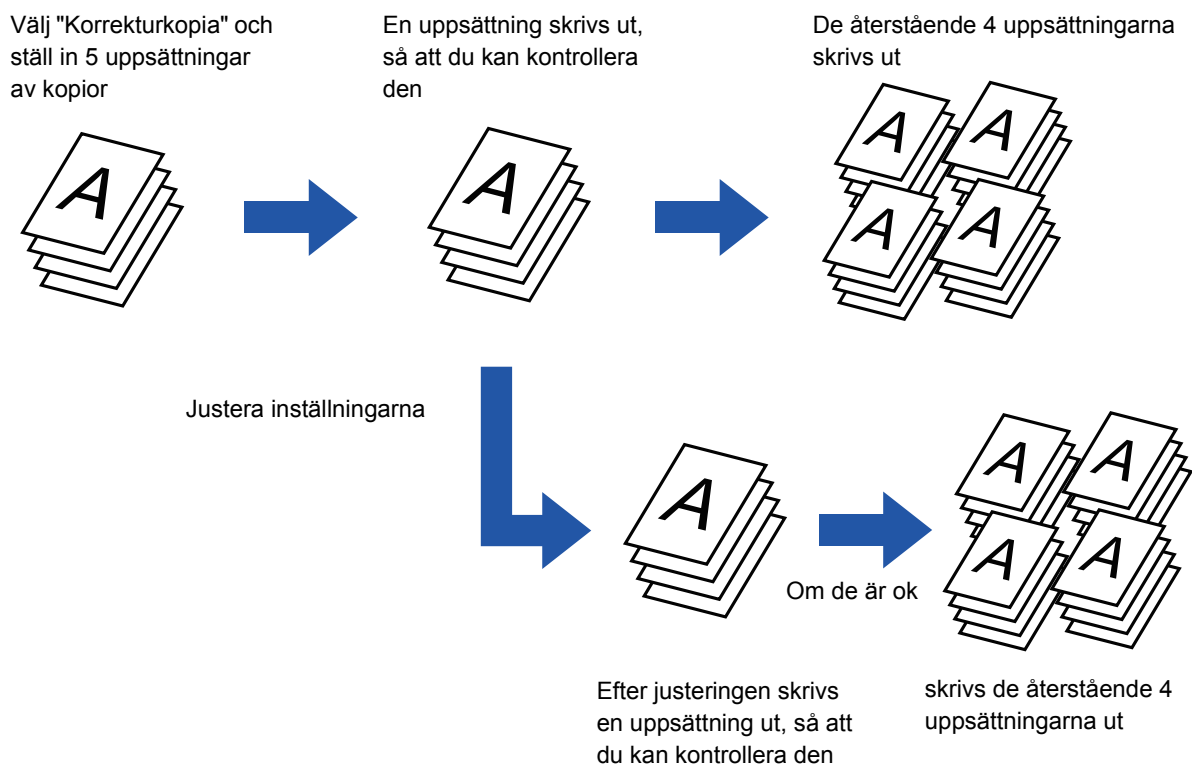 Välj "Korrekturkopia" och
ställ in 5 uppsättningar
av kopior
En uppsättning skrivs ut,
så att du kan kontrollera
den
De återstående 4 uppsättningarna
skrivs ut
A
A
A
A
A
A
Justera inställningarna
A
Om de är ok
A
A
A
A
Efter justeringen skrivs
en uppsättning ut, så att
du kan kontrollera den
skrivs de återstående 4
uppsättningarna ut